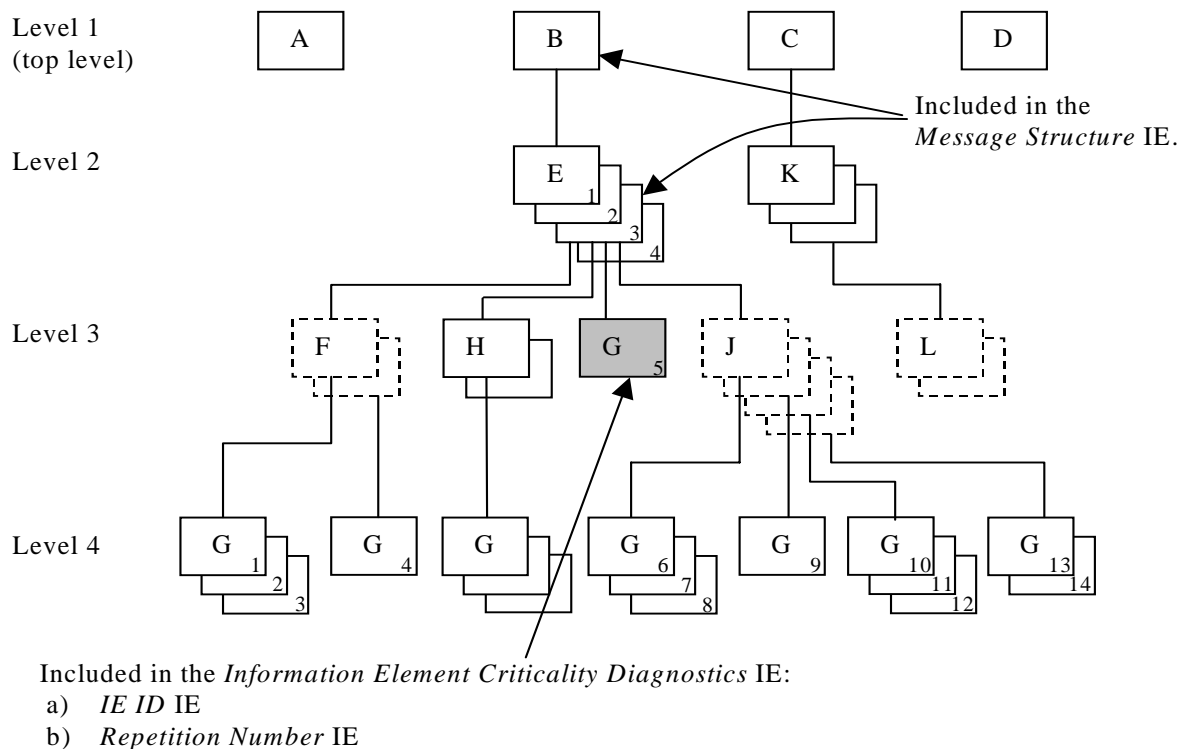 Level 1
(top level)
A
B
C
D
Included in the
Message Structure IE.
Level 2
E
1
2
3
4
K
Level 3
F
H
G
5
J
L
Level 4
G
1
2
3
G
4
G
G
6
7
8
G
9
G
10
11
12
G
13
14
Included in the Information Element Criticality Diagnostics IE:
a) IE ID IE
b) Repetition Number IE